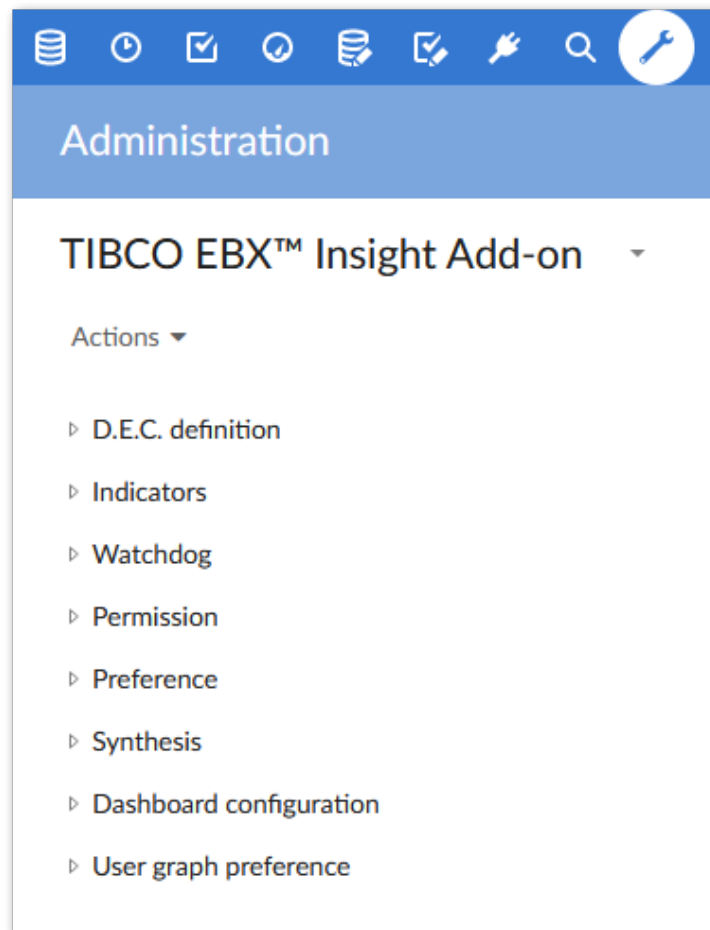 Administration
TIBCO EBX™ Insight Add-on
Actions
D.E.C. definition
Indicators
Watchdog
Permission
Preference
Synthesis
Dashboard configuration
User graph preference